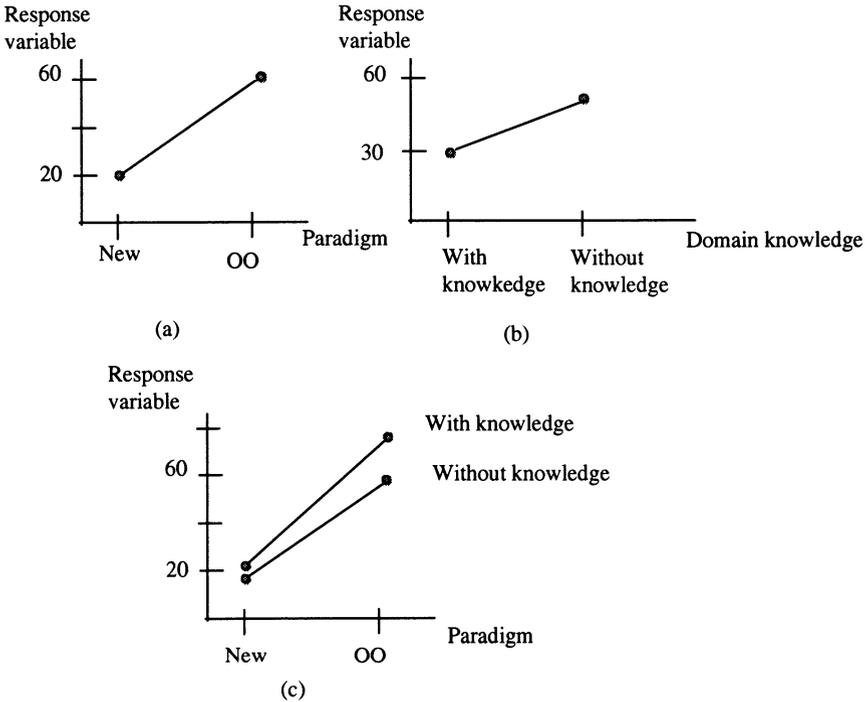 Response
variable
60
20
New
OO
Paradigm
(a)
Response
variable
60
30
With
knowkedge
Without
knowledge
Domain knowledge
(b)
Response
variable
60
20
With knowledge
Without knowledge
New
OO
Paradigm
(c)